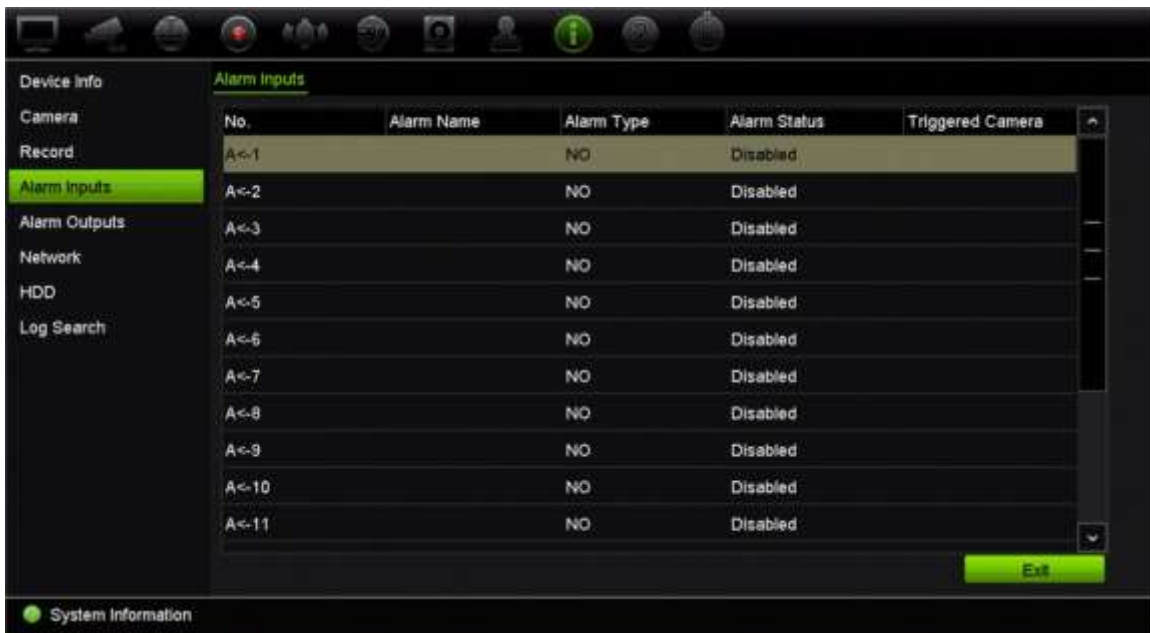 Device Info
Camera
Record
Alarm Inputs
Alarm Outputs
Network
HDD
Log Search
Alarm Inputs
No. Alarm Name Alarm Type Alarm Status Triggered Camera
A<-1 NO Disabled
A<-2 NO Disabled
A<-3 NO Disabled
A<-4 NO Disabled
A<-5 NO Disabled
A<-6 NO Disabled
A<-7 NO Disabled
A<-8 NO Disabled
A<-9 NO Disabled
A<-10 NO Disabled
A<-11 NO Disabled
Exit
System Information